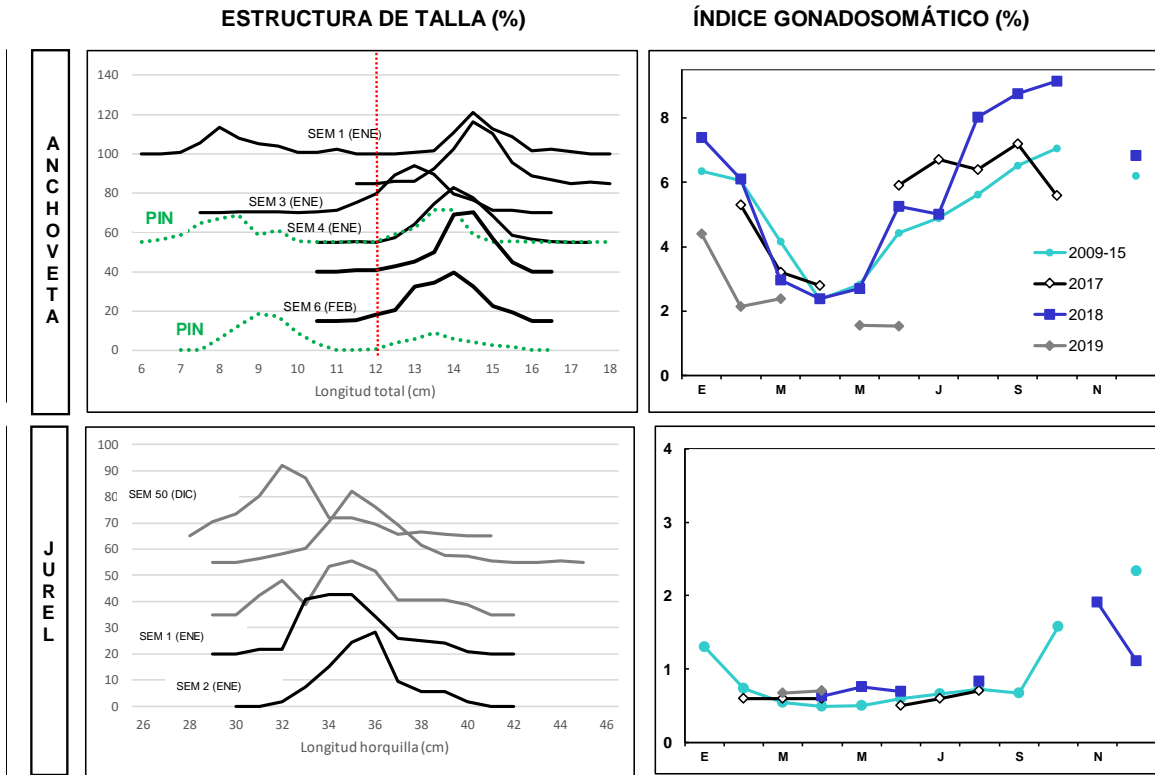 ESTRUCTURA DE TALLA (%)
ÍNDICE GONADOSOMÁTICO (%)
ANCHOVETA
140
120
100
80
60
40
20
0
SEM 1 (ENE)
SEM 3 (ENE)
PIN
SEM 4 (ENE)
SEM 6 (FEB)
PIN
6 7 8 9 10 11 12 13 14 15 16 17 18
Longitud total (cm)
8
6
4
2
0
2009-15
2017
2018
2019
E M M J S N
JUREL
100
90
80
70
60
50
40
30
20
10
0
SEM 50 (DIC)
SEM 1 (ENE)
SEM 2 (ENE)
26 28 30 32 34 36 38 40 42 44 46
Longitud horquilla (cm)
4
3
2
1
0
E M M J S N